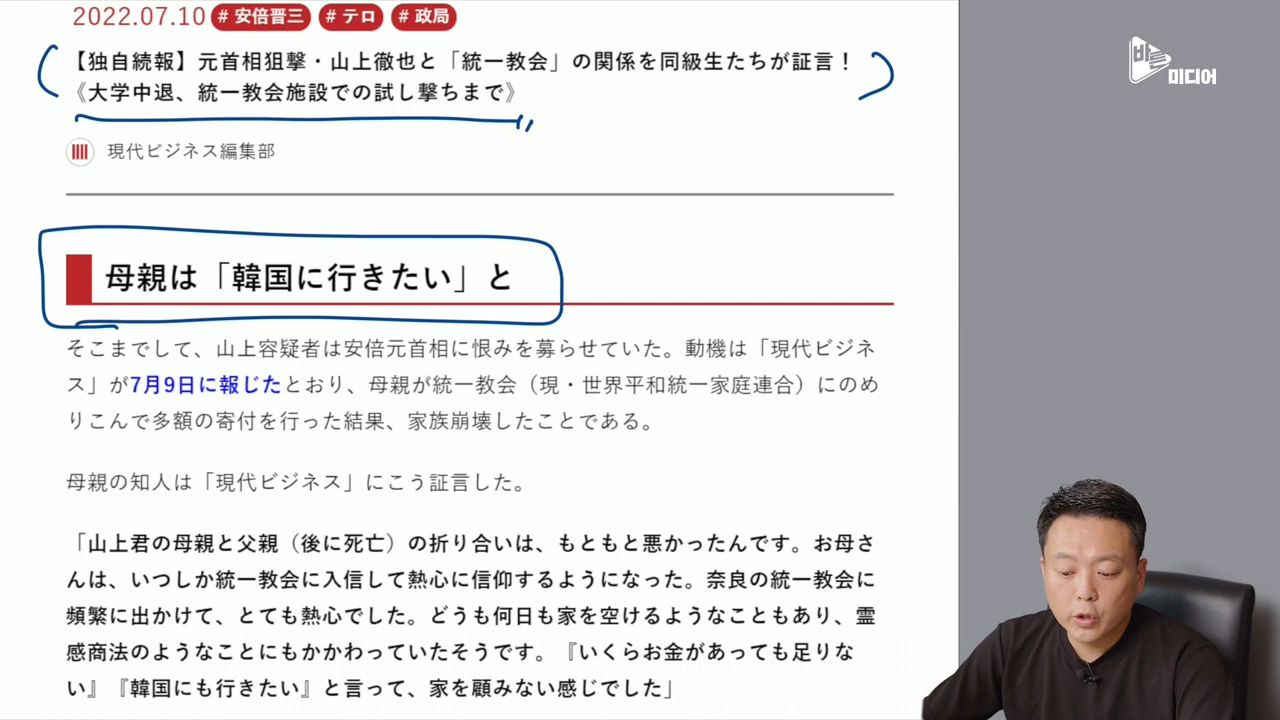 2022.07.10 # 安倍晋三 # テロ # 政局
【独自続報】元首相狙撃・山上徹也と「統一教会」の関係を同級生たちが証言！
《大学中退、統一教会施設での試し撃ちまで》
바른
미디어
現代ビジネス編集部
母親は「韓国に行きたい」と
そこまでして、山上容疑者は安倍元首相に恨みを募らせていた。動機は「現代ビジネ
ス」が7月9日に報じたとおり、母親が統一教会（現・世界平和統一家庭連合）にのめ
りこんで多額の寄付を行った結果、家族崩壊したことである。
母親の知人は「現代ビジネス」にこう証言した。
「山上君の母親と父親（後に死亡）の折り合いは、もともと悪かったんです。お母さ
んは、いつしか統一教会に入信して熱心に信仰するようになった。奈良の統一教会に
頻繁に出かけて、とても熱心でした。どうも何日も家を空けるようなこともあり、霊
感商法のようなことにもかかわっていたそうです。『いくらお金があっても足りな
い』『韓国にも行きたい』と言って、家を顧みない感じでした」